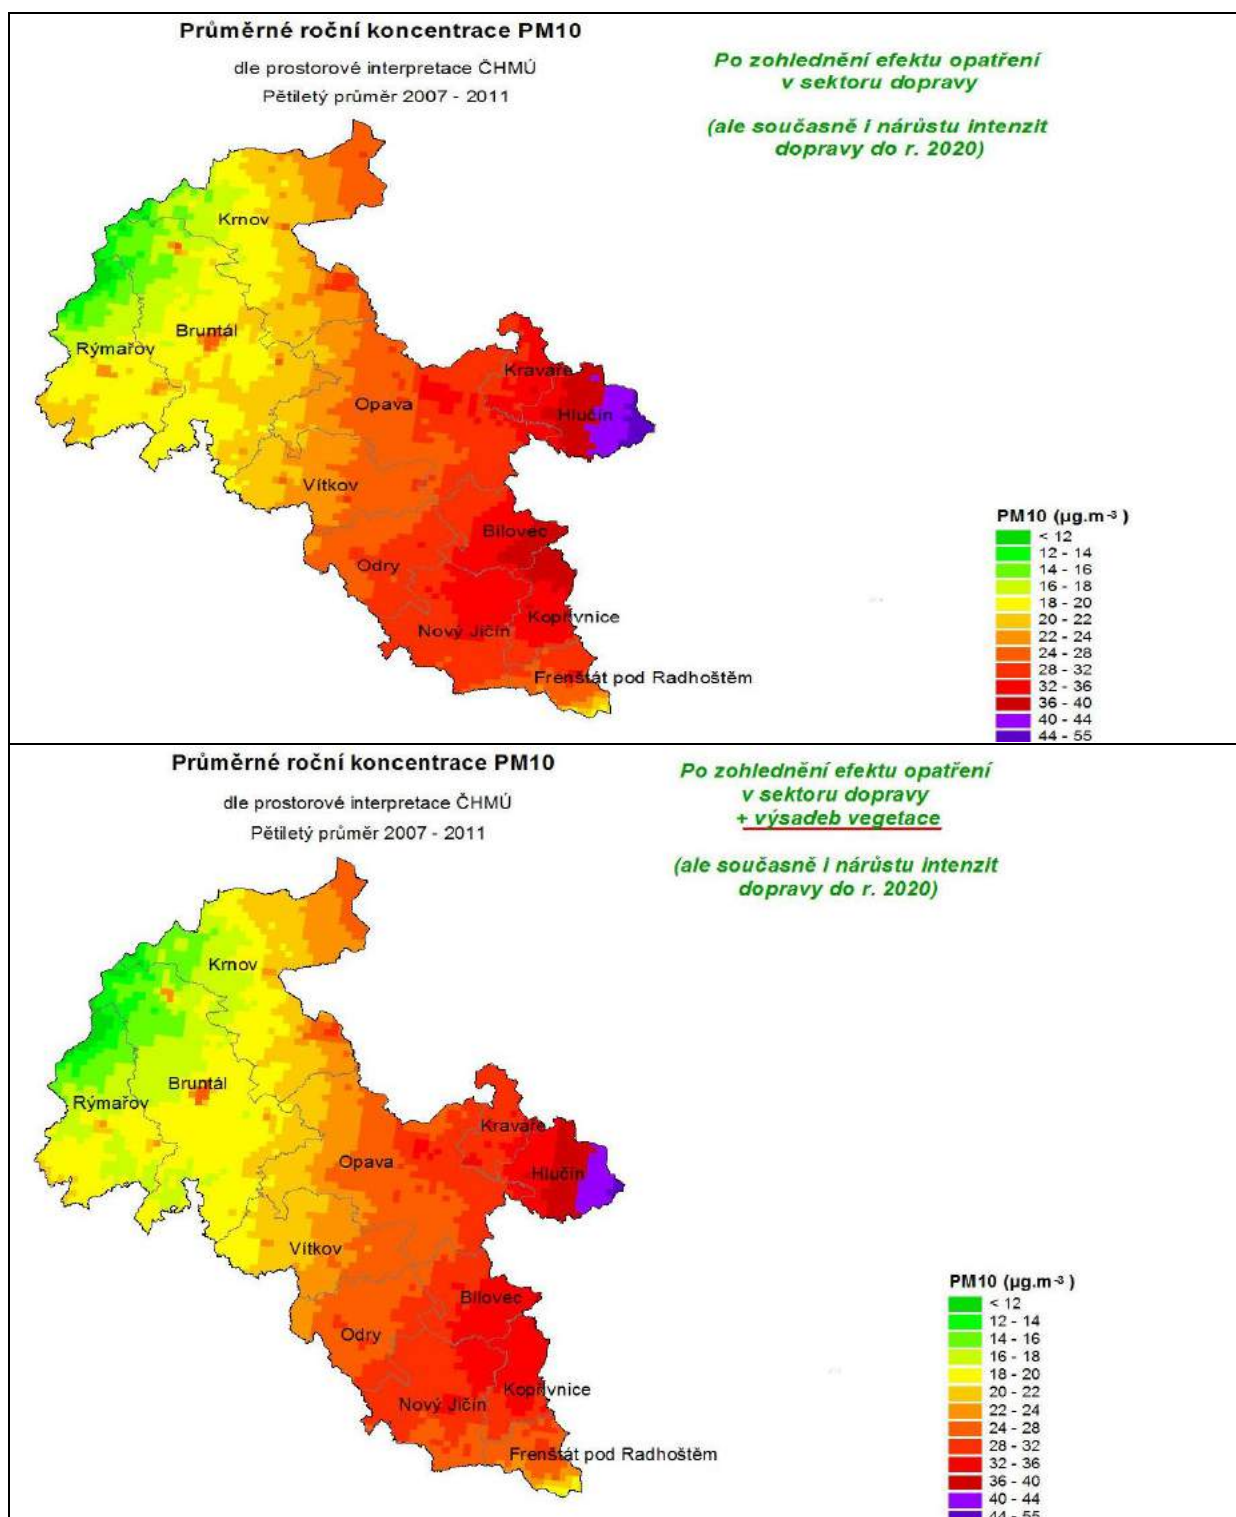 Průměrné roční koncentrace PM10
dle prostorové interpretace ČHMÚ
Pětiletý průměr 2007 - 2011
Po zohlednění efektu opatření
v sektoru dopravy
(ale současně i nárůstu intenzit
dopravy do r. 2020)
Krnov
Bruntál
Rýmařov
Kravaře
Opava
Hlučín
Vítkov
Bílovec
Odry
Kopřivnice
Nový Jičín
Frenštát pod Radhoštěm
PM10 (µg.m-3 )
< 12
12 - 14
14 - 16
16 - 18
18 - 20
20 - 22
22 - 24
24 - 28
28 - 32
32 - 36
36 - 40
40 - 44
44 - 55
Průměrné roční koncentrace PM10
dle prostorové interpretace ČHMÚ
Pětiletý průměr 2007 - 2011
Po zohlednění efektu opatření
v sektoru dopravy
+ výsadeb vegetace
(ale současně i nárůstu intenzit
dopravy do r. 2020)
Krnov
Bruntál
Rýmařov
Kravaře
Opava
Hlučín
Vítkov
Bílovec
Odry
Kopřivnice
Nový Jičín
Frenštát pod Radhoštěm
PM10 (µg.m-3 )
< 12
12 - 14
14 - 16
16 - 18
18 - 20
20 - 22
22 - 24
24 - 28
28 - 32
32 - 36
36 - 40
40 - 44
44 - 55